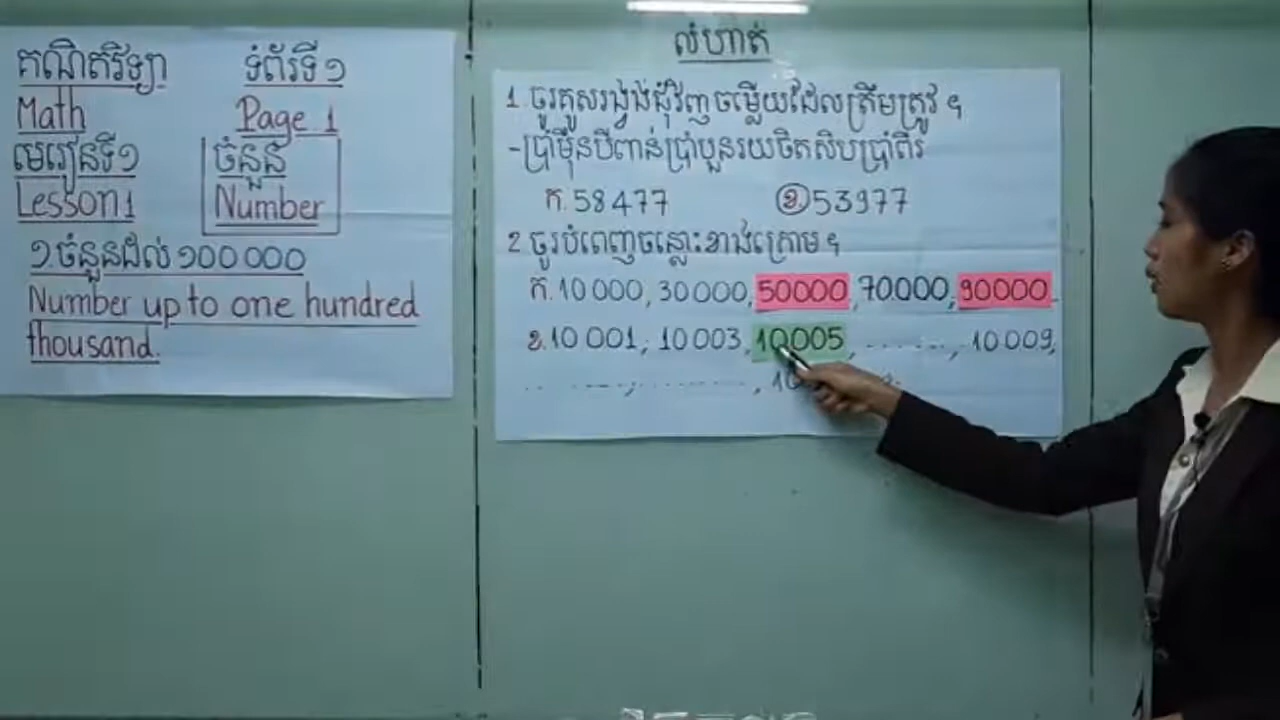 គណិតវិទ្យា ទំព័រទី១
Math Page 1
មេរៀនទី១ ចំនួន
Lesson1 Number
១ ចំនួនដល់ ១០០ ០០០
Number up to one hundred
thousand.
លំហាត់
1. ចូរគូសរង្វង់ជុំវិញចម្លើយដែលត្រឹមត្រូវ ។
-ប្រាំម៉ឺនបីពាន់ប្រាំបួនរយចិតសិបប្រាំពីរ
ក. 58477 ខ. 53977
2 ចូរបំពេញចន្លោះខាងក្រោម ។
ក. 10 000, 30 000, 50000, 70.000, 90000
ខ. 10 001, 10 003, 10005, ........, 10 009,
........, ..........,